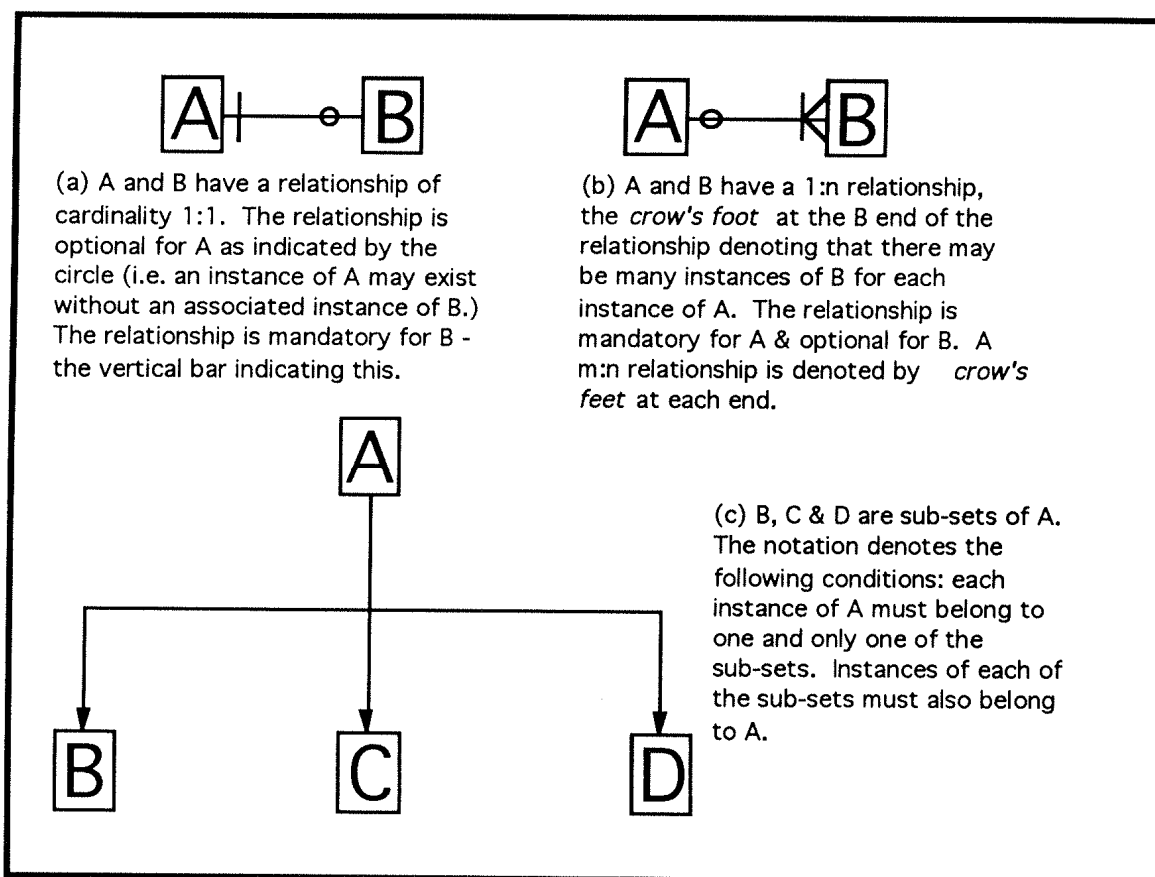 A B
A B
(a) A and B have a relationship of
cardinality 1:1. The relationship is
optional for A as indicated by the
circle (i.e. an instance of A may exist
without an associated instance of B.)
The relationship is mandatory for B -
the vertical bar indicating this.
(b) A and B have a 1:n relationship,
the crow's foot at the B end of the
relationship denoting that there may
be many instances of B for each
instance of A. The relationship is
mandatory for A & optional for B. A
m:n relationship is denoted by crow's
feet at each end.
A
(c) B, C & D are sub-sets of A.
The notation denotes the
following conditions: each
instance of A must belong to
one and only one of the
sub-sets. Instances of each of
the sub-sets must also belong
to A.
B C D